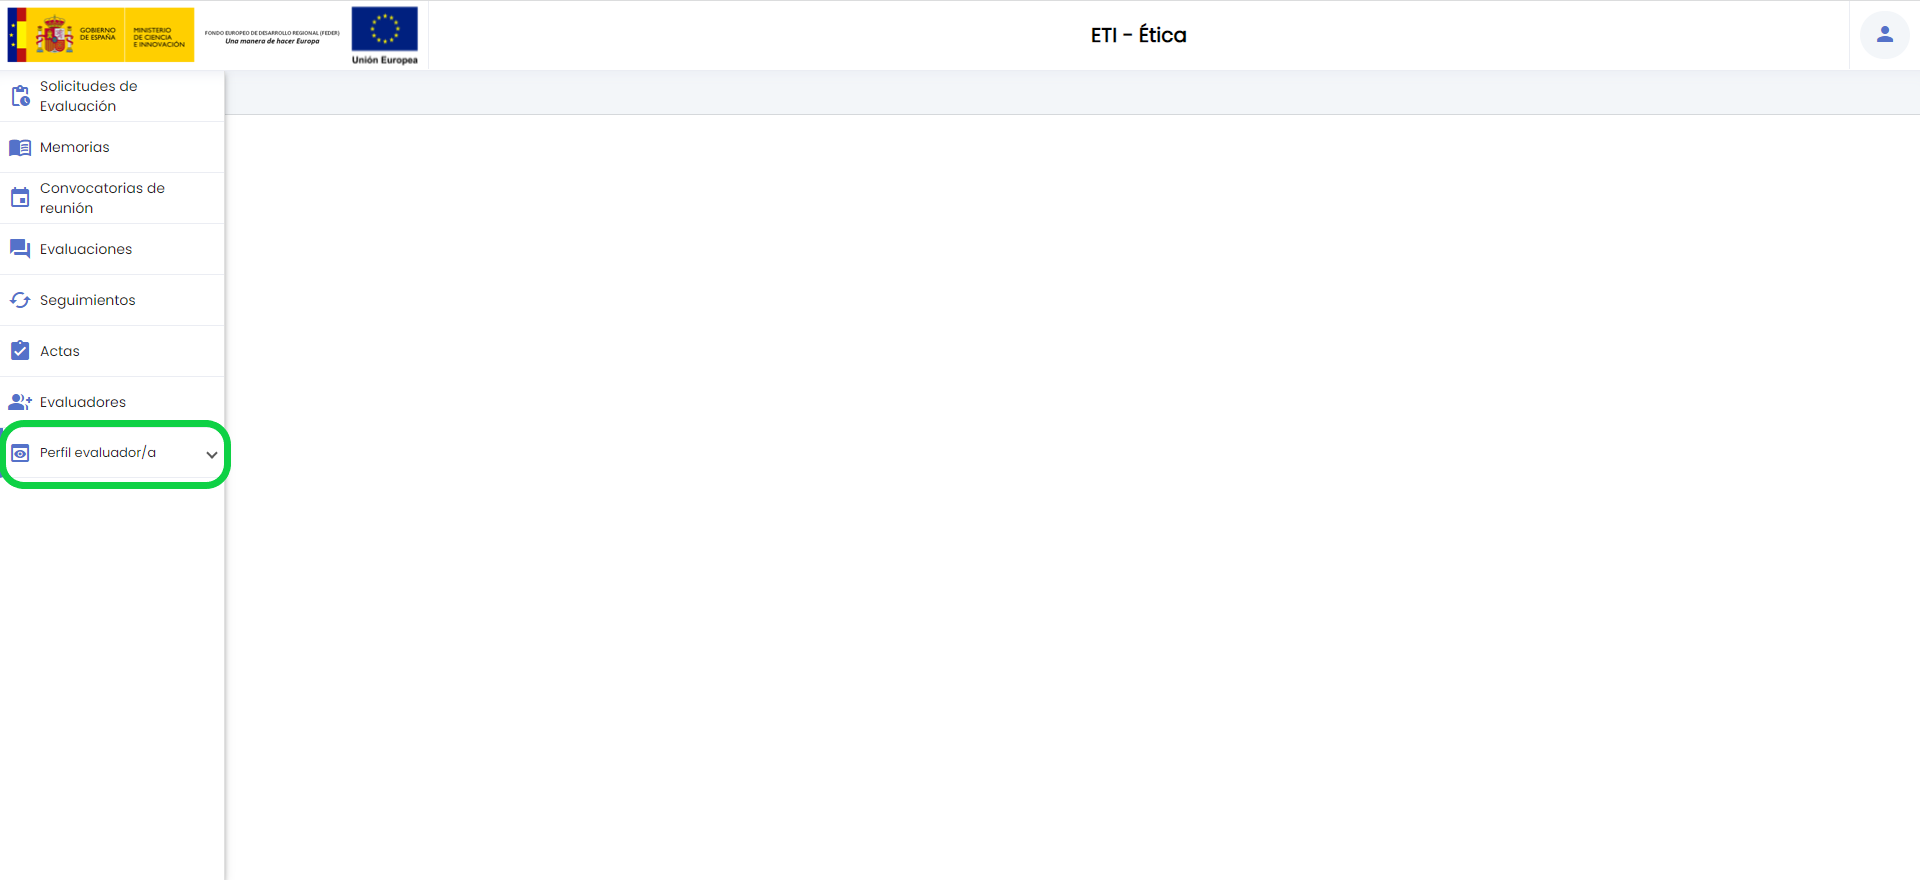 GOBIERNO
DE ESPAÑA
MINISTERIO
DE CIENCIA
E INNOVACIÓN
FONDO EUROPEO DE DESARROLLO REGIONAL (FEDER)
Una manera de hacer Europa
Unión Europea
ETI - Ética
Solicitudes de
Evaluación
Memorias
Convocatorias de
reunión
Evaluaciones
Seguimientos
Actas
Evaluadores
Perfil evaluador/a